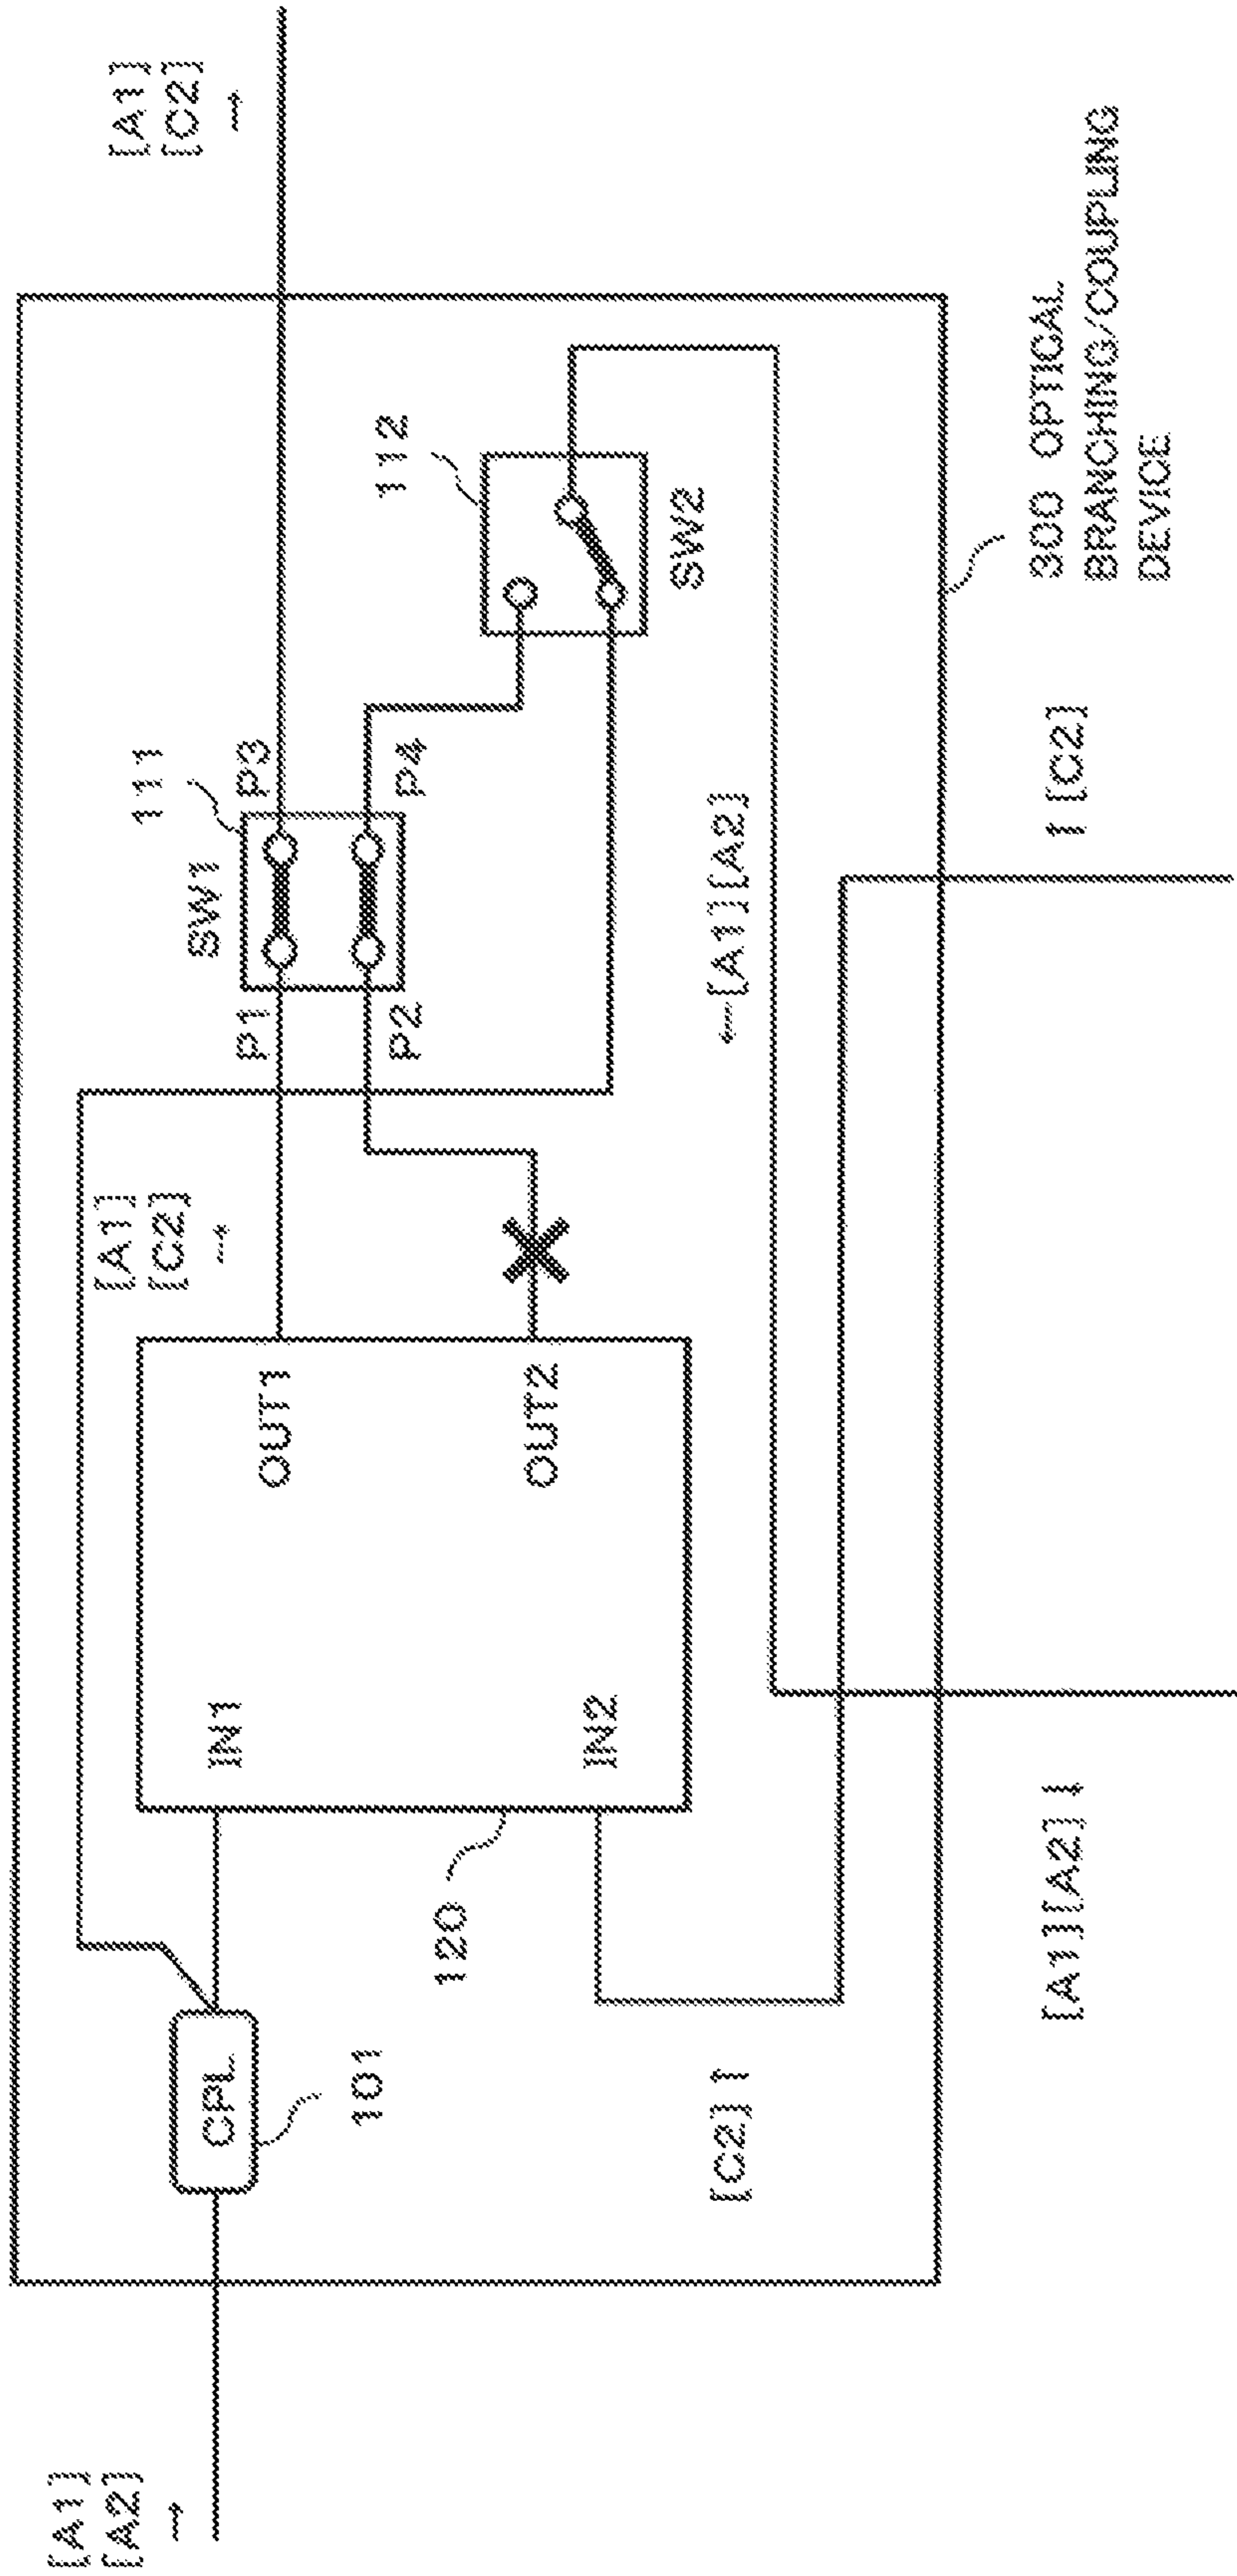 [A1]
[A2]
→
CPL
101
IN1
IN2
120
OUT1
OUT2
[A1]
[C2]
→
P1
P2
SW1
111
P3
P4
112
SW2
[A1]
[C2]
→
←[A1][A2]
[C2]↑
[A1][A2]↓
↑[C2]
300 OPTICAL
BRANCHING/COUPLING
DEVICE